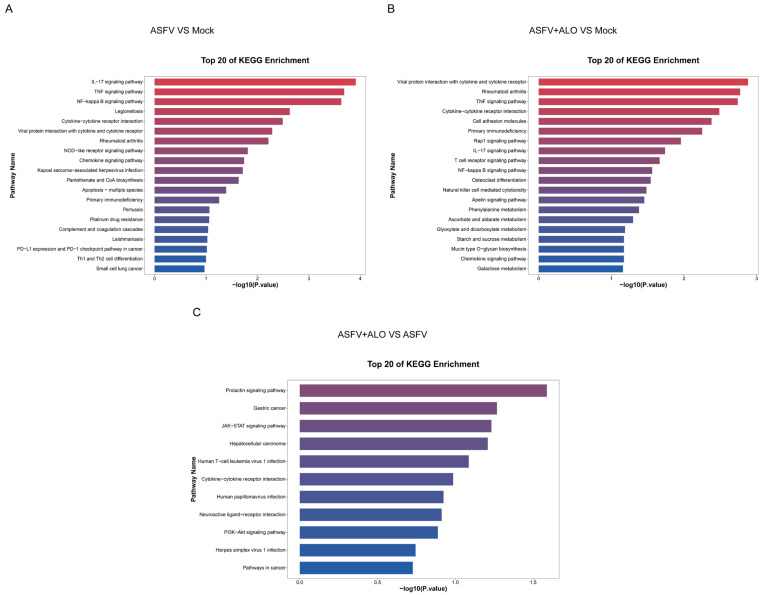 A
ASFV VS Mock
Top 20 of KEGG Enrichment
Pathway Name
IL−17 signaling pathway
TNF signaling pathway
NF−kappa B signaling pathway
Legionellosis
Cytokine−cytokine receptor interaction
Viral protein interaction with cytokine and cytokine receptor
Rheumatoid arthritis
NOD−like receptor signaling pathway
Chemokine signaling pathway
Kaposi sarcoma−associated herpesvirus infection
Pantothenate and CoA biosynthesis
Apoptosis − multiple species
Primary immunodeficiency
Pertussis
Platinum drug resistance
Complement and coagulation cascades
Leishmaniasis
PD−L1 expression and PD−1 checkpoint pathway in cancer
Th1 and Th2 cell differentiation
Small cell lung cancer
0 1 2 3 4
−log10(P.value)
B
ASFV+ALO VS Mock
Top 20 of KEGG Enrichment
Pathway Name
Viral protein interaction with cytokine and cytokine receptor
Rheumatoid arthritis
TNF signaling pathway
Cytokine−cytokine receptor interaction
Cell adhesion molecules
Primary immunodeficiency
Rap1 signaling pathway
IL−17 signaling pathway
T cell receptor signaling pathway
NF−kappa B signaling pathway
Osteoclast differentiation
Natural killer cell mediated cytotoxicity
Apelin signaling pathway
Phenylalanine metabolism
Ascorbate and aldarate metabolism
Glyoxylate and dicarboxylate metabolism
Starch and sucrose metabolism
Mucin type O−glycan biosynthesis
Chemokine signaling pathway
Galactose metabolism
0 1 2 3
−log10(P.value)
C
ASFV+ALO VS ASFV
Top 20 of KEGG Enrichment
Pathway Name
Prolactin signaling pathway
Gastric cancer
JAK−STAT signaling pathway
Hepatocellular carcinoma
Human T−cell leukemia virus 1 infection
Cytokine−cytokine receptor interaction
Human papillomavirus infection
Neuroactive ligand−receptor interaction
PI3K−Akt signaling pathway
Herpes simplex virus 1 infection
Pathways in cancer
0.0 0.5 1.0 1.5
−log10(P.value)